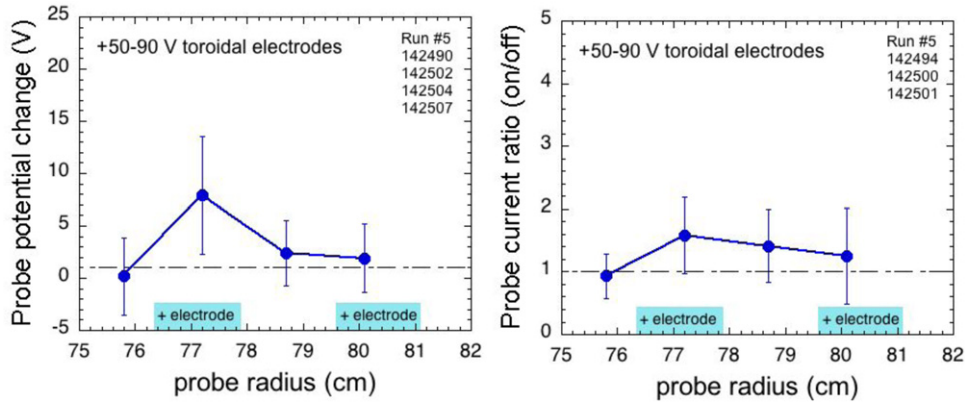 +50-90 V toroidal electrodes
Run #5
142490
142502
142504
142507
Probe potential change (V)
25
20
15
10
5
0
-5
+ electrode
+ electrode
75 76 77 78 79 80 81 82
probe radius (cm)
+50-90 V toroidal electrodes
Run #5
142494
142500
142501
Probe current ratio (on/off)
5
4
3
2
1
0
+ electrode
+ electrode
75 76 77 78 79 80 81 82
probe radius (cm)